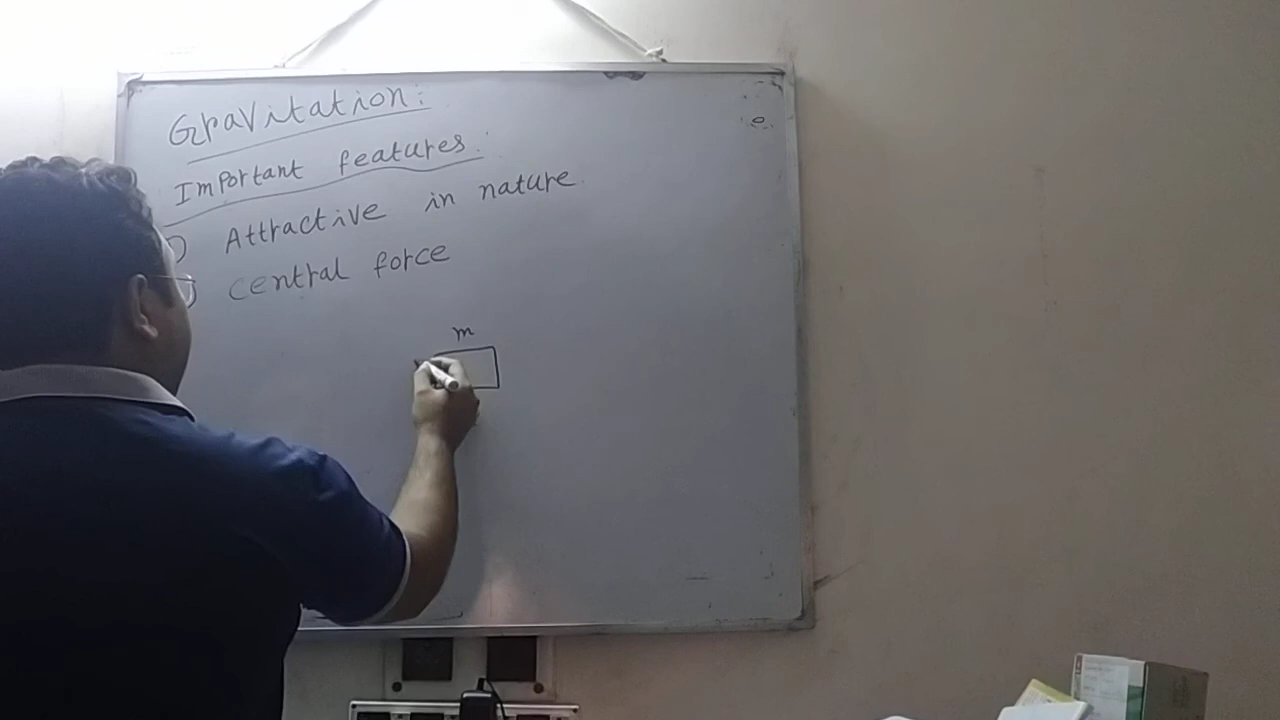 Gravitation:
Important features:
) Attractive in nature
) central force
m